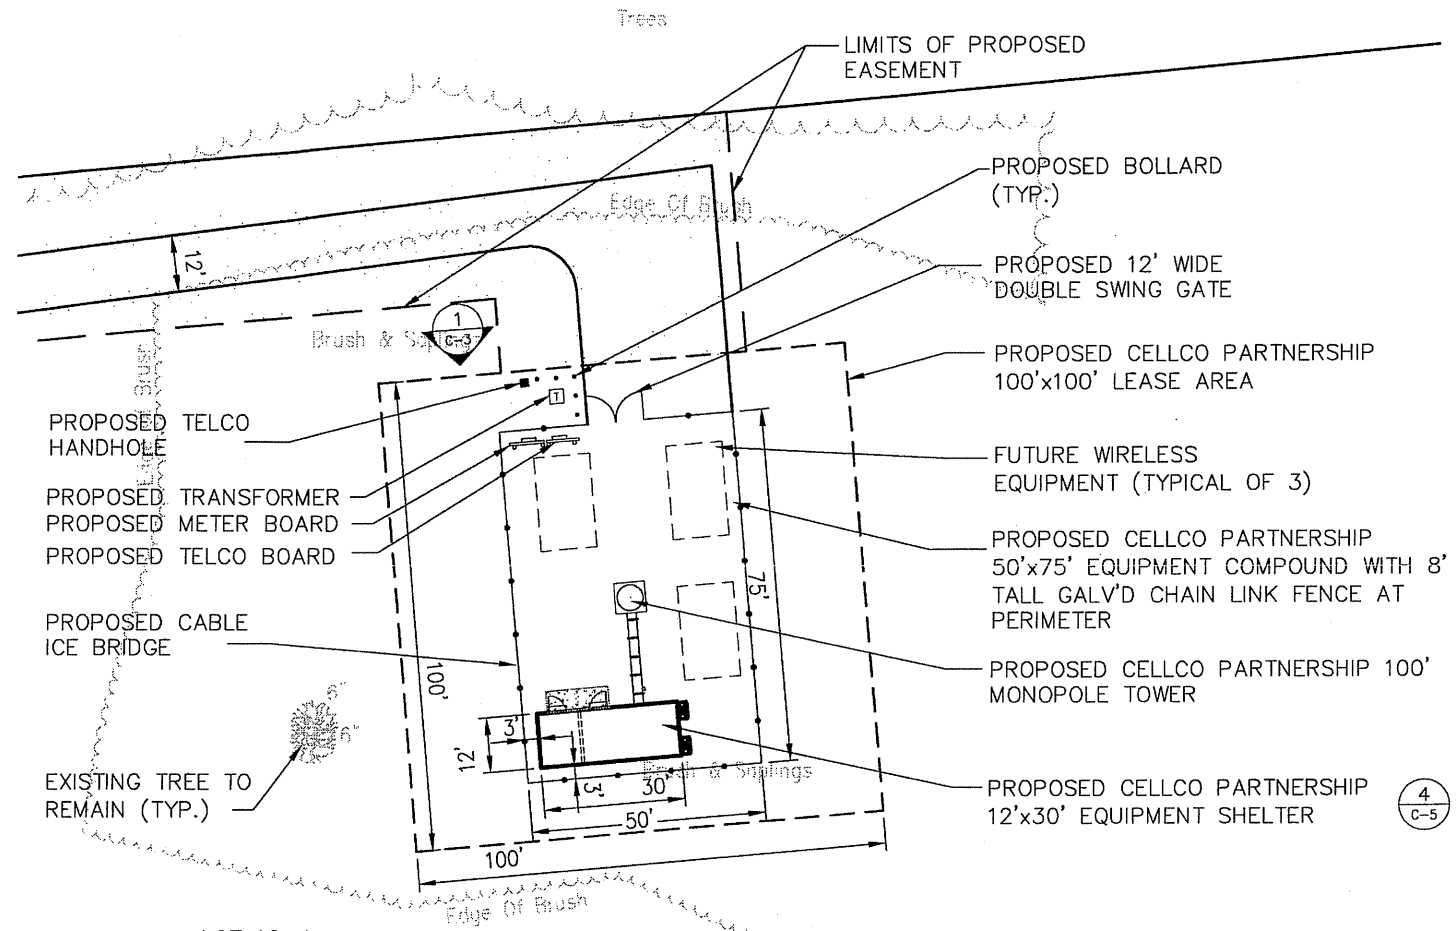 Trees
LIMITS OF PROPOSED
EASEMENT
PROPOSED BOLLARD
(TYP.)
Edge Of Brush
12'
PROPOSED 12' WIDE
DOUBLE SWING GATE
1
C-3
Brush & Saplings
PROPOSED CELLCO PARTNERSHIP
100'x100' LEASE AREA
Edge Of Brush
PROPOSED TELCO
HANDHOLE
T
FUTURE WIRELESS
EQUIPMENT (TYPICAL OF 3)
PROPOSED TRANSFORMER
PROPOSED METER BOARD
PROPOSED TELCO BOARD
PROPOSED CELLCO PARTNERSHIP
50'x75' EQUIPMENT COMPOUND WITH 8'
TALL GALV'D CHAIN LINK FENCE AT
PERIMETER
75'
PROPOSED CABLE
ICE BRIDGE
100'
PROPOSED CELLCO PARTNERSHIP 100'
MONOPOLE TOWER
6"
6"
3'
12'
EXISTING TREE TO
REMAIN (TYP.)
Brush & Saplings
3'
30'
PROPOSED CELLCO PARTNERSHIP
12'x30' EQUIPMENT SHELTER
4
C-5
50'
100'
Edge Of Brush